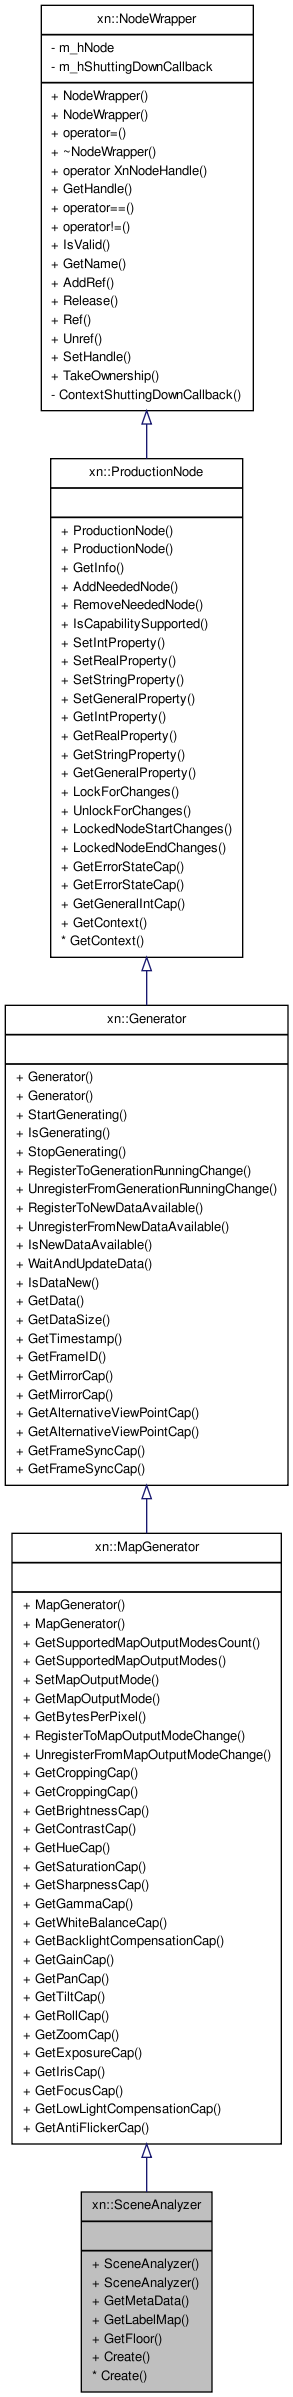 xn::NodeWrapper
- m_hNode
- m_hShuttingDownCallback
+ NodeWrapper()
+ NodeWrapper()
+ operator=()
+ ~NodeWrapper()
+ operator XnNodeHandle()
+ GetHandle()
+ operator==()
+ operator!=()
+ IsValid()
+ GetName()
+ AddRef()
+ Release()
+ Ref()
+ Unref()
+ SetHandle()
+ TakeOwnership()
- ContextShuttingDownCallback()
xn::ProductionNode
+ ProductionNode()
+ ProductionNode()
+ GetInfo()
+ AddNeededNode()
+ RemoveNeededNode()
+ IsCapabilitySupported()
+ SetIntProperty()
+ SetRealProperty()
+ SetStringProperty()
+ SetGeneralProperty()
+ GetIntProperty()
+ GetRealProperty()
+ GetStringProperty()
+ GetGeneralProperty()
+ LockForChanges()
+ UnlockForChanges()
+ LockedNodeStartChanges()
+ LockedNodeEndChanges()
+ GetErrorStateCap()
+ GetErrorStateCap()
+ GetGeneralIntCap()
+ GetContext()
* GetContext()
xn::Generator
+ Generator()
+ Generator()
+ StartGenerating()
+ IsGenerating()
+ StopGenerating()
+ RegisterToGenerationRunningChange()
+ UnregisterFromGenerationRunningChange()
+ RegisterToNewDataAvailable()
+ UnregisterFromNewDataAvailable()
+ IsNewDataAvailable()
+ WaitAndUpdateData()
+ IsDataNew()
+ GetData()
+ GetDataSize()
+ GetTimestamp()
+ GetFrameID()
+ GetMirrorCap()
+ GetMirrorCap()
+ GetAlternativeViewPointCap()
+ GetAlternativeViewPointCap()
+ GetFrameSyncCap()
+ GetFrameSyncCap()
xn::MapGenerator
+ MapGenerator()
+ MapGenerator()
+ GetSupportedMapOutputModesCount()
+ GetSupportedMapOutputModes()
+ SetMapOutputMode()
+ GetMapOutputMode()
+ GetBytesPerPixel()
+ RegisterToMapOutputModeChange()
+ UnregisterFromMapOutputModeChange()
+ GetCroppingCap()
+ GetCroppingCap()
+ GetBrightnessCap()
+ GetContrastCap()
+ GetHueCap()
+ GetSaturationCap()
+ GetSharpnessCap()
+ GetGammaCap()
+ GetWhiteBalanceCap()
+ GetBacklightCompensationCap()
+ GetGainCap()
+ GetPanCap()
+ GetTiltCap()
+ GetRollCap()
+ GetZoomCap()
+ GetExposureCap()
+ GetIrisCap()
+ GetFocusCap()
+ GetLowLightCompensationCap()
+ GetAntiFlickerCap()
xn::SceneAnalyzer
+ SceneAnalyzer()
+ SceneAnalyzer()
+ GetMetaData()
+ GetLabelMap()
+ GetFloor()
+ Create()
* Create()